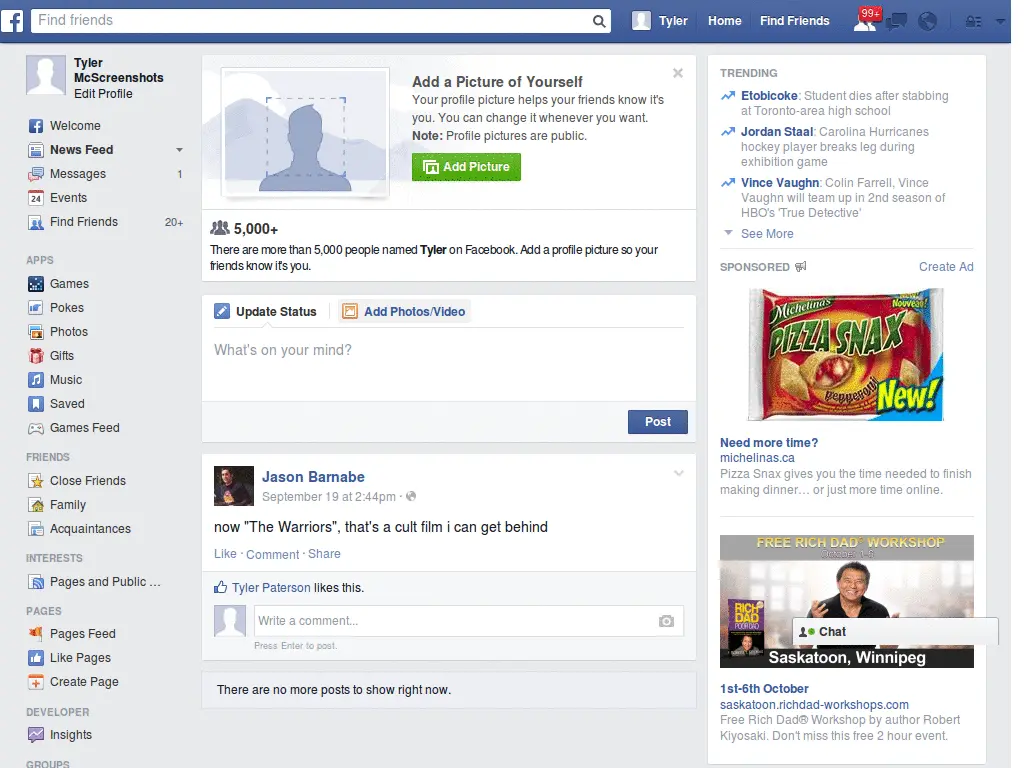 f
Find friends
Tyler
Home
Find Friends
99+
Tyler
McScreenshots
Edit Profile
Welcome
News Feed
Messages 1
24 Events
Find Friends 20+
APPS
Games
Pokes
Photos
Gifts
Music
Saved
Games Feed
FRIENDS
Close Friends
Family
Acquaintances
INTERESTS
Pages and Public ...
PAGES
Pages Feed
Like Pages
Create Page
DEVELOPER
Insights
GROUPS
Add a Picture of Yourself
Your profile picture helps your friends know it's
you. You can change it whenever you want.
Note: Profile pictures are public.
Add Picture
5,000+
There are more than 5,000 people named Tyler on Facebook. Add a profile picture so your
friends know it's you.
Update Status
Add Photos/Video
What's on your mind?
Post
Jason Barnabe
September 19 at 2:44pm ·
now "The Warriors", that's a cult film i can get behind
Like · Comment · Share
Tyler Paterson likes this.
Write a comment...
Press Enter to post.
There are no more posts to show right now.
TRENDING
Etobicoke: Student dies after stabbing
at Toronto-area high school
Jordan Staal: Carolina Hurricanes
hockey player breaks leg during
exhibition game
Vince Vaughn: Colin Farrell, Vince
Vaughn will team up in 2nd season of
HBO's 'True Detective'
See More
SPONSORED
Create Ad
Michelina's
Nouveau!
PIZZA SNAX
pepperoni
New!
Need more time?
michelinas.ca
Pizza Snax gives you the time needed to finish
making dinner... or just more time online.
FREE RICH DAD® WORKSHOP
October 1-6
RICH
DAD
POOR DAD
Chat
Saskatoon, Winnipeg
1st-6th October
saskatoon.richdad-workshops.com
Free Rich Dad® Workshop by author Robert
Kiyosaki. Don't miss this free 2 hour event.